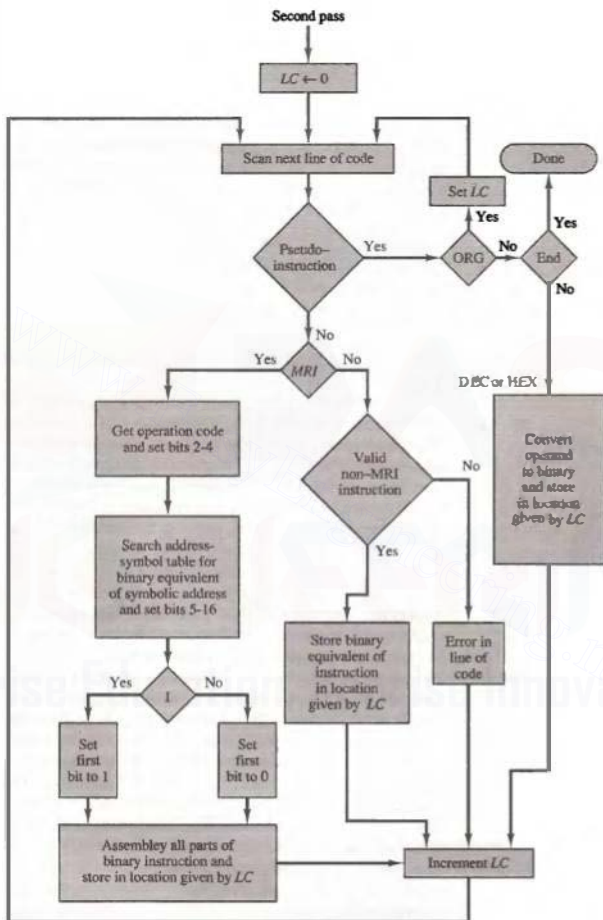 Second pass
LC ← 0
Scan next line of code
Done
Set LC
Yes
Yes
Pseudo–
instruction
Yes
ORG
No
End
No
No
Yes
MRI
No
DEC or HEX
Get operation code
and set bits 2-4
Valid
non–MRI
instruction
No
Convert
operand
to binary
and store
in location
given by LC
Search address-
symbol table for
binary equivalent
of symbolic address
and set bits 5-16
Yes
Store binary
equivalent of
instruction
in location
given by LC
Error in
line of
code
Yes
I
No
Set
first
bit to 1
Set
first
bit to 0
Assembley all parts of
binary instruction and
store in location given by LC
Increment LC